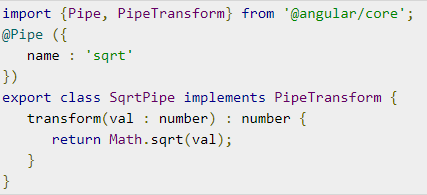 import {Pipe, PipeTransform} from '@angular/core';
@Pipe ({
   name : 'sqrt'
})
export class SqrtPipe implements PipeTransform {
   transform(val : number) : number {
      return Math.sqrt(val);
   }
}